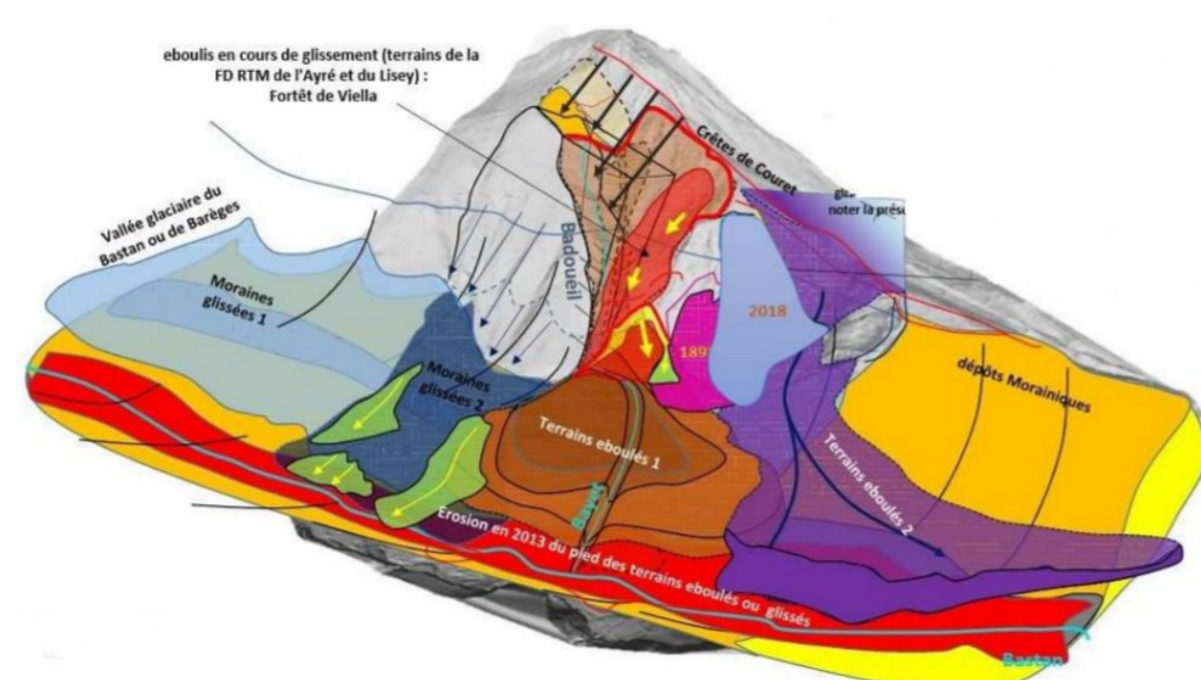 eboulis en cours de glissement (terrains de la
FD RTM de l'Ayré et du Lisey) :
Fortêt de Viella
Crêtes de Couret
noter la
Vallée glaciaire du
Bastan ou de Barèges
Badoueil
Moraines
glissées 1
2018
189
Moraines
glissées 2
dépôts Morainiques
Terrains eboulés 1
Terrains eboulés 2
Bayet
Erosion en 2013 du pied des terrains eboulés ou glissés
Bastan